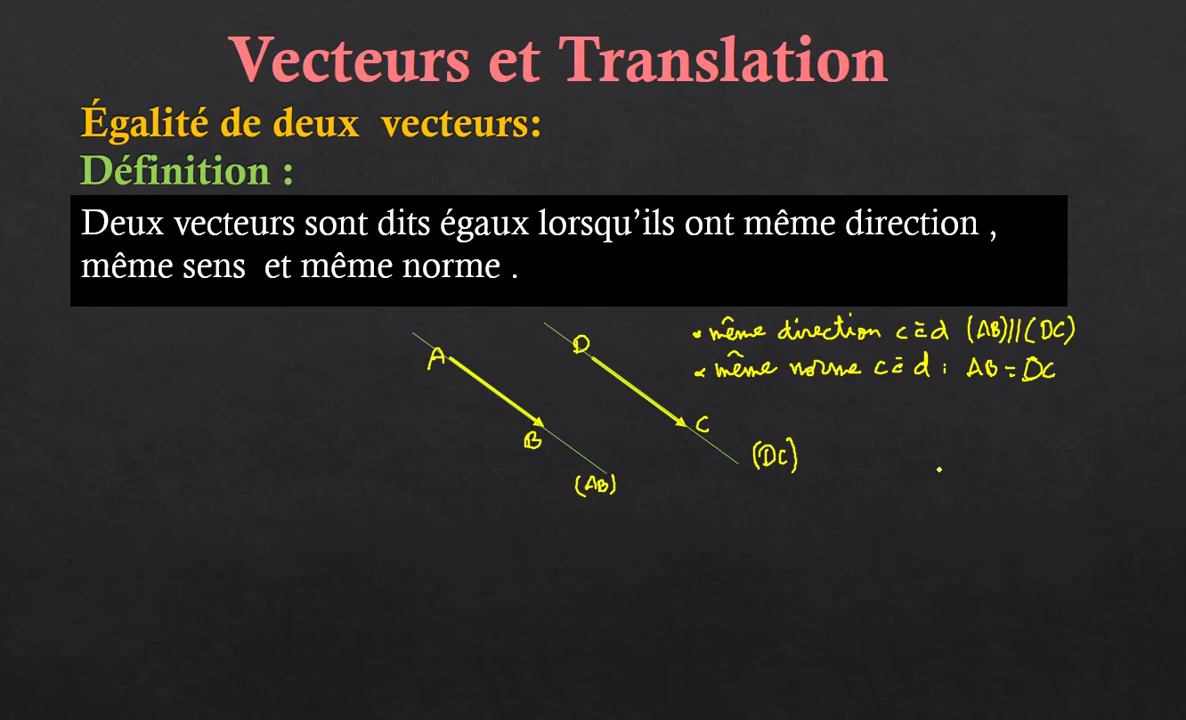 Vecteurs et Translation
Égalité de deux vecteurs:
Définition :
Deux vecteurs sont dits égaux lorsqu’ils ont même direction ,
même sens et même norme .
• même direction c à d (AB)//(DC)
• même norme c à d : AB = DC
A
D
B
C
(DC)
(AB)